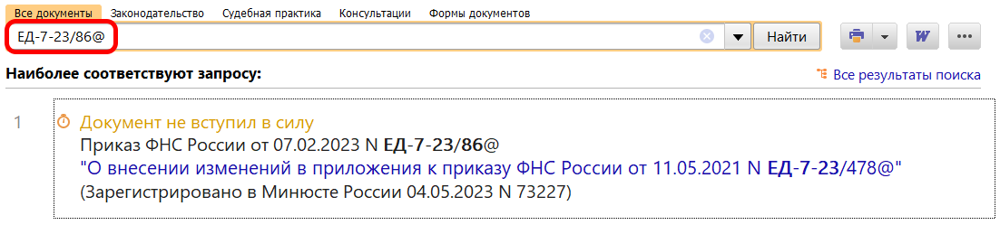 Все документы Законодательство Судебная практика Консультации Формы документов
ЕД-7-23/86@ Найти W
Наиболее соответствуют запросу: Все результаты поиска
1 Документ не вступил в силу
Приказ ФНС России от 07.02.2023 N ЕД-7-23/86@
"О внесении изменений в приложения к приказу ФНС России от 11.05.2021 N ЕД-7-23/478@"
(Зарегистрировано в Минюсте России 04.05.2023 N 73227)